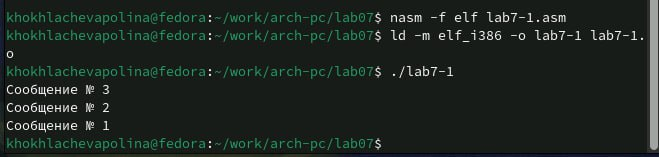 khokhlachevapolina@fedora:~/work/arch-pc/lab07$ nasm -f elf lab7-1.asm
khokhlachevapolina@fedora:~/work/arch-pc/lab07$ ld -m elf_i386 -o lab7-1 lab7-1.
o
khokhlachevapolina@fedora:~/work/arch-pc/lab07$ ./lab7-1
Сообщение № 3
Сообщение № 2
Сообщение № 1
khokhlachevapolina@fedora:~/work/arch-pc/lab07$